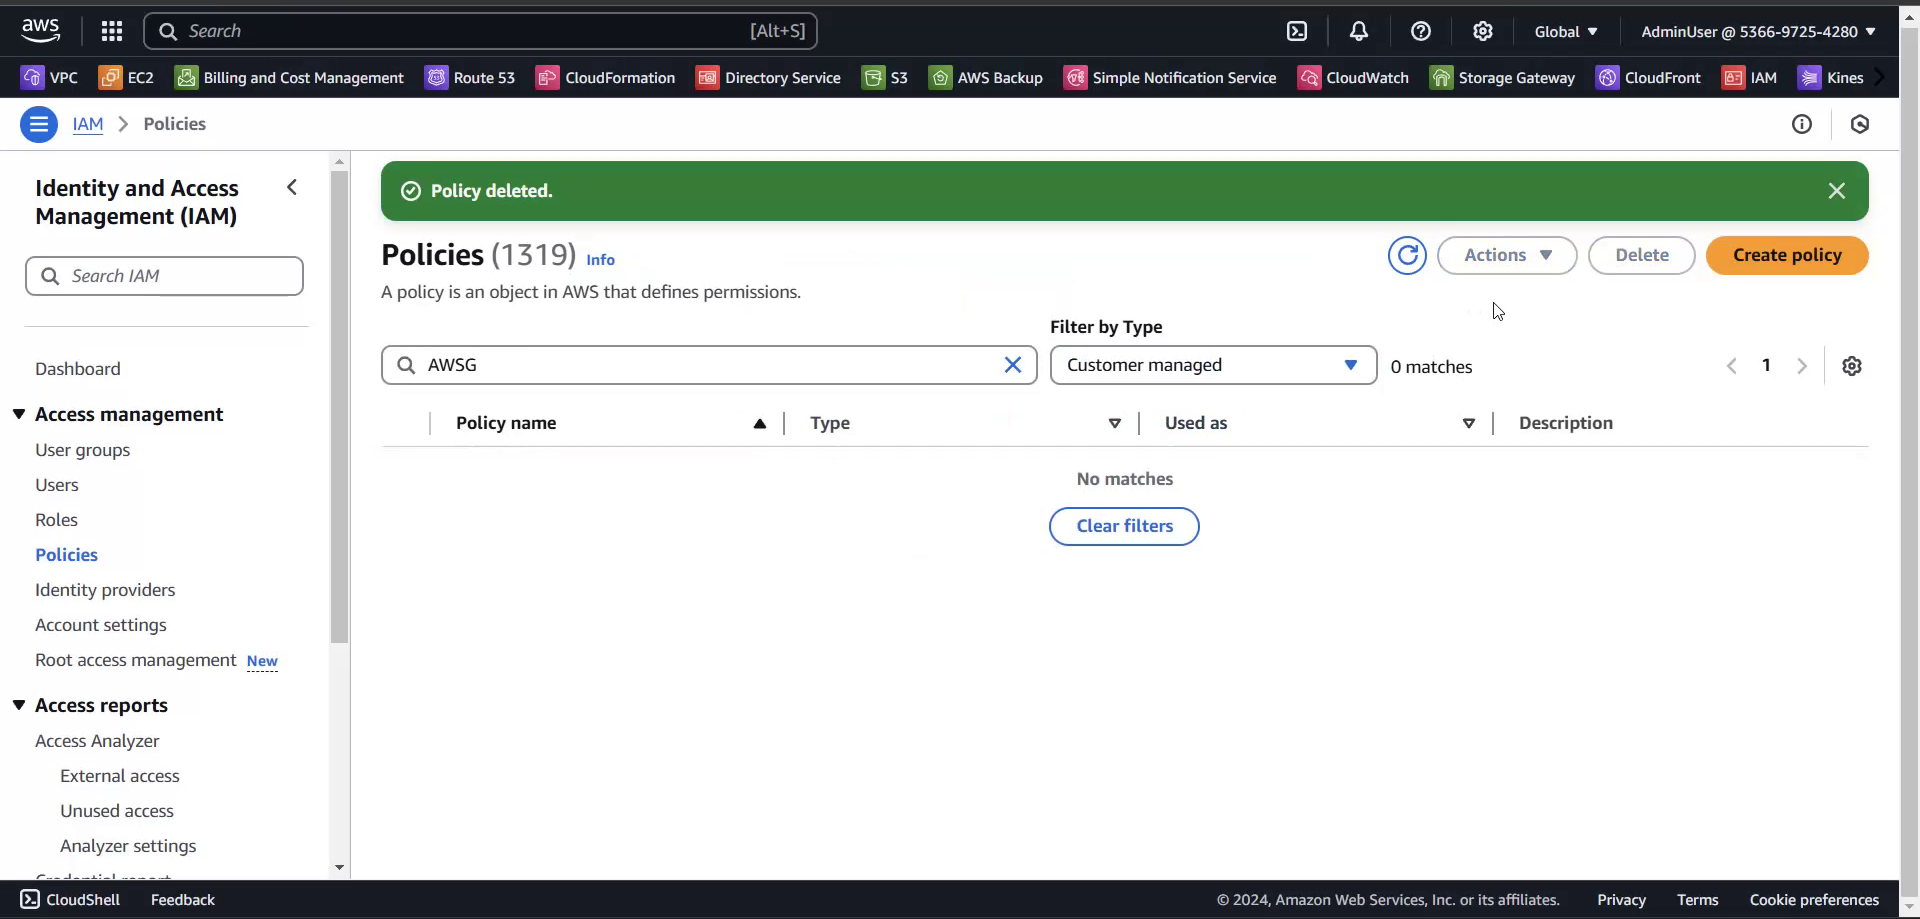 aws
Search [Alt+S]
Global
AdminUser @ 5366-9725-4280
VPC EC2 Billing and Cost Management Route 53 CloudFormation Directory Service S3 AWS Backup Simple Notification Service CloudWatch Storage Gateway CloudFront IAM Kines
IAM > Policies
Identity and Access
Management (IAM)
Search IAM
Dashboard
Access management
User groups
Users
Roles
Policies
Identity providers
Account settings
Root access management New
Access reports
Access Analyzer
External access
Unused access
Analyzer settings
Credential report
Policy deleted.
Policies (1319) Info
Actions
Delete
Create policy
A policy is an object in AWS that defines permissions.
Filter by Type
AWSG
Customer managed
0 matches
1
Policy name Type Used as Description
No matches
Clear filters
CloudShell Feedback
© 2024, Amazon Web Services, Inc. or its affiliates. Privacy Terms Cookie preferences